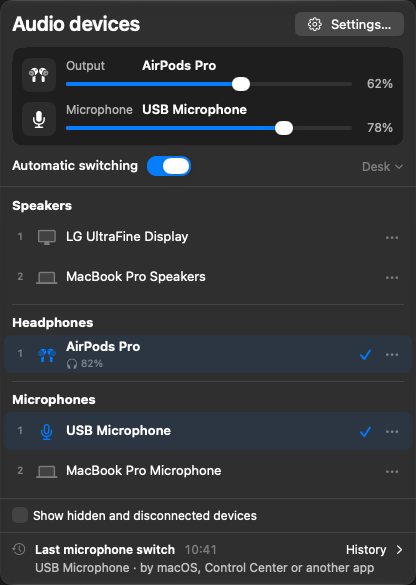 Audio devices
Settings...
Output AirPods Pro
62%
Microphone USB Microphone
78%
Automatic switching
Desk
Speakers
1 LG UltraFine Display
2 MacBook Pro Speakers
Headphones
1 AirPods Pro
82%
Microphones
1 USB Microphone
2 MacBook Pro Microphone
Show hidden and disconnected devices
Last microphone switch 10:41 History
USB Microphone · by macOS, Control Center or another app